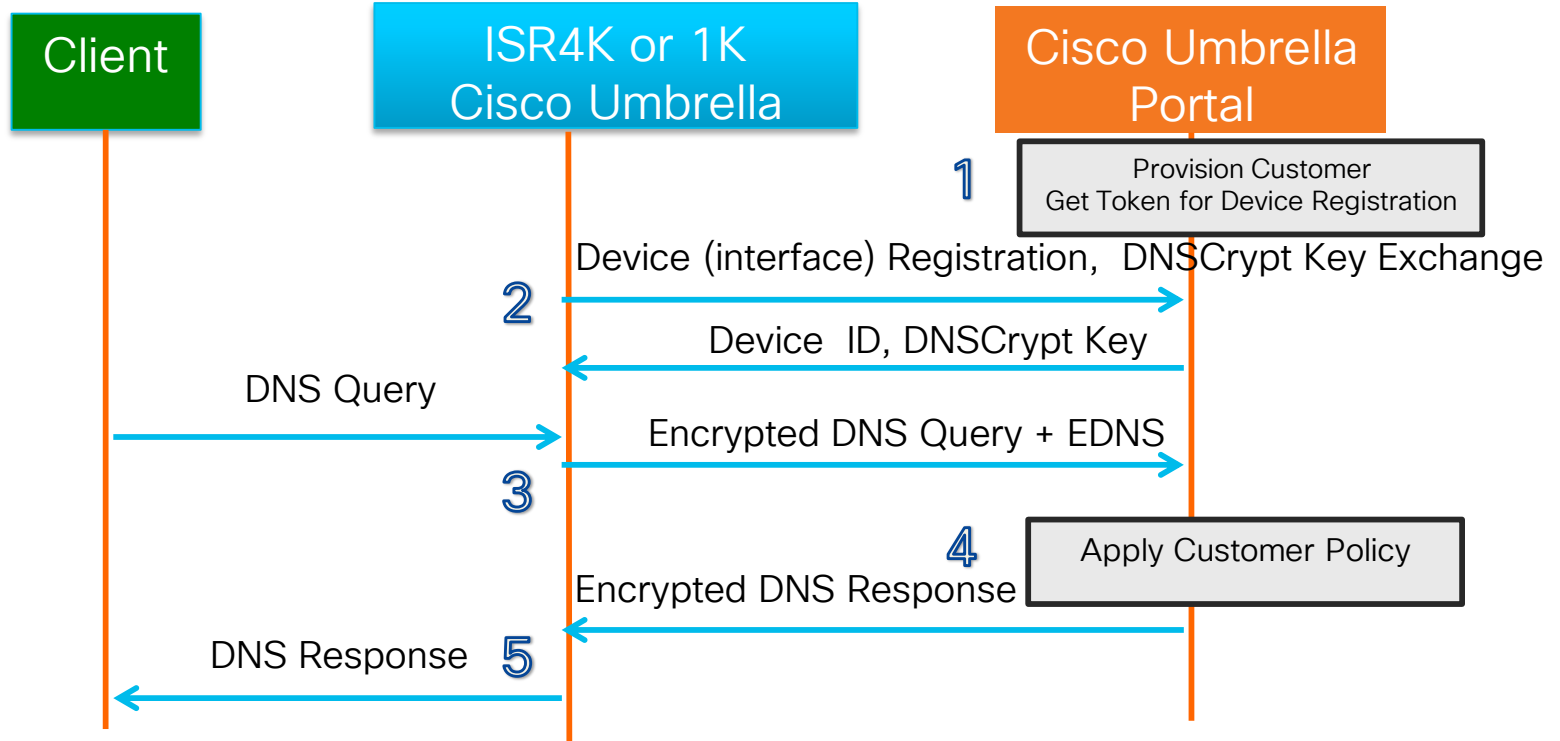 Client
ISR4K or 1K
Cisco Umbrella
Cisco Umbrella
Portal
1
Provision Customer
Get Token for Device Registration
Device (interface) Registration, DNSCrypt Key Exchange
2
Device ID, DNSCrypt Key
DNS Query
Encrypted DNS Query + EDNS
3
4
Apply Customer Policy
Encrypted DNS Response
DNS Response
5